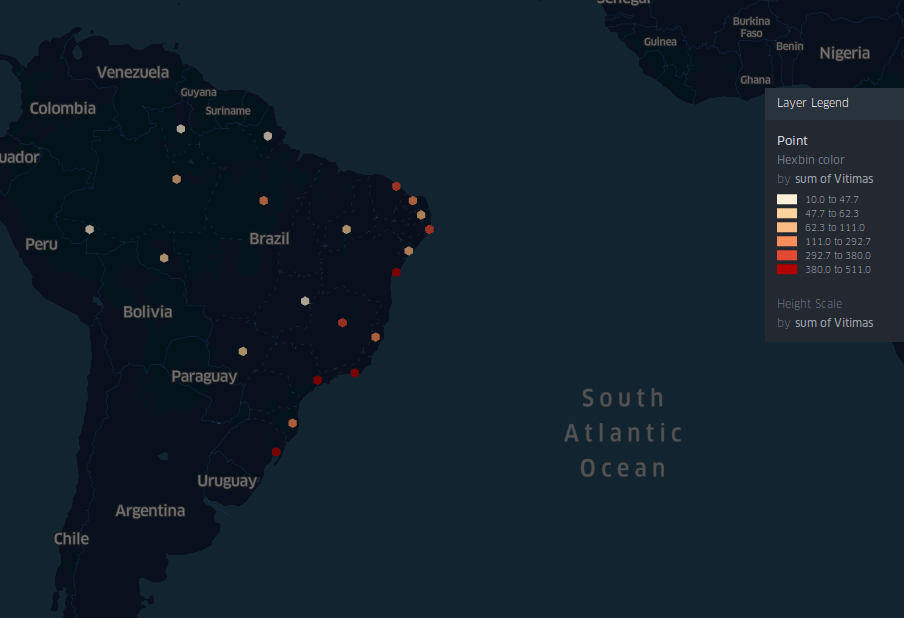 Senegal
Burkina
Faso
Guinea
Benin
Nigeria
Ghana
Venezuela
Guyana
Colombia
Suriname
uador
Peru
Brazil
Bolivia
Paraguay
Uruguay
Argentina
Chile
South
Atlantic
Ocean
Layer Legend
Point
Hexbin color
by sum of Vitimas
10.0 to 47.7
47.7 to 62.3
62.3 to 111.0
111.0 to 292.7
292.7 to 380.0
380.0 to 511.0
Height Scale
by sum of Vitimas